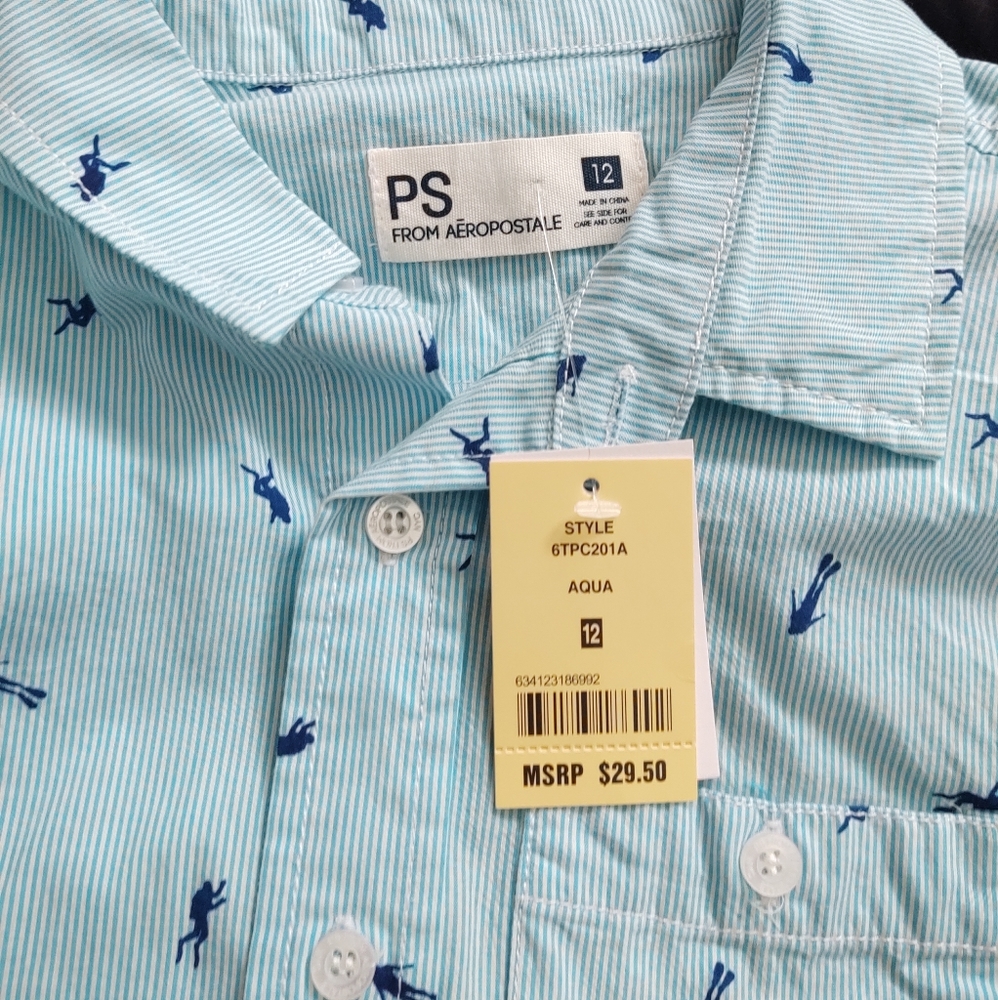 PS
FROM AĒROPOSTALE
12
MADE IN CHINA
SEE SIDE FOR
CARE AND CONTE
STYLE
6TPC201A
AQUA
12
634123186992
MSRP $29.50